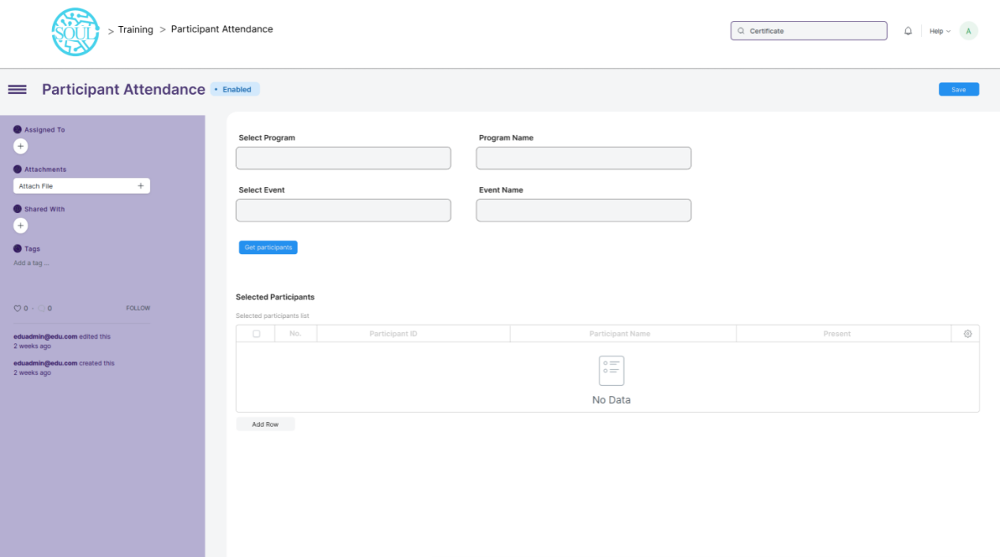 SOUL
> Training > Participant Attendance
Certificate
Help
A
Participant Attendance
• Enabled
Save
Assigned To
+
Attachments
Attach File +
Shared With
+
Tags
Add a tag ...
0 · 0 FOLLOW
eduadmin@edu.com edited this
2 weeks ago
eduadmin@edu.com created this
2 weeks ago
Select Program
Program Name
Select Event
Event Name
Get participants
Selected Participants
Selected participants list
No. Participant ID Participant Name Present
No Data
Add Row